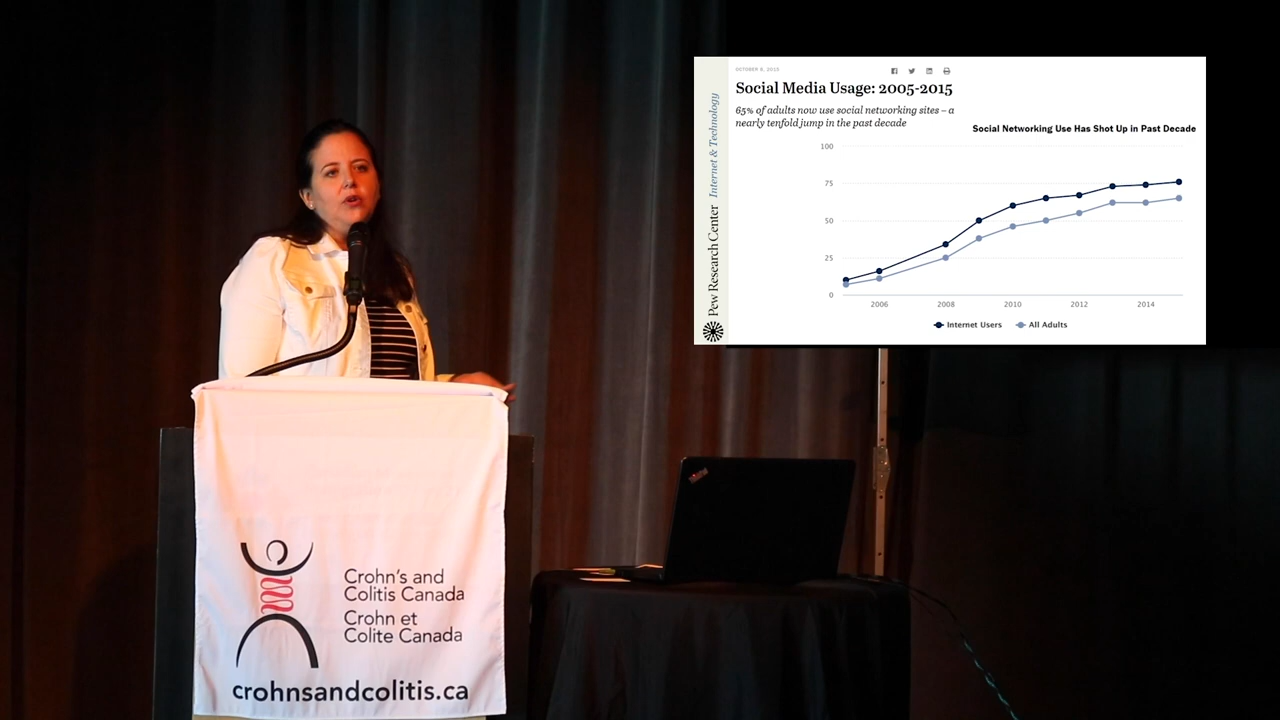 OCTOBER 8, 2015
Social Media Usage: 2005-2015
65% of adults now use social networking sites – a
nearly tenfold jump in the past decade
Pew Research Center Internet & Technology
Social Networking Use Has Shot Up in Past Decade
100
75
50
25
0
2006 2008 2010 2012 2014
Internet Users All Adults
Crohn's and
Colitis Canada
Crohn et
Colite Canada
crohnsandcolitis.ca